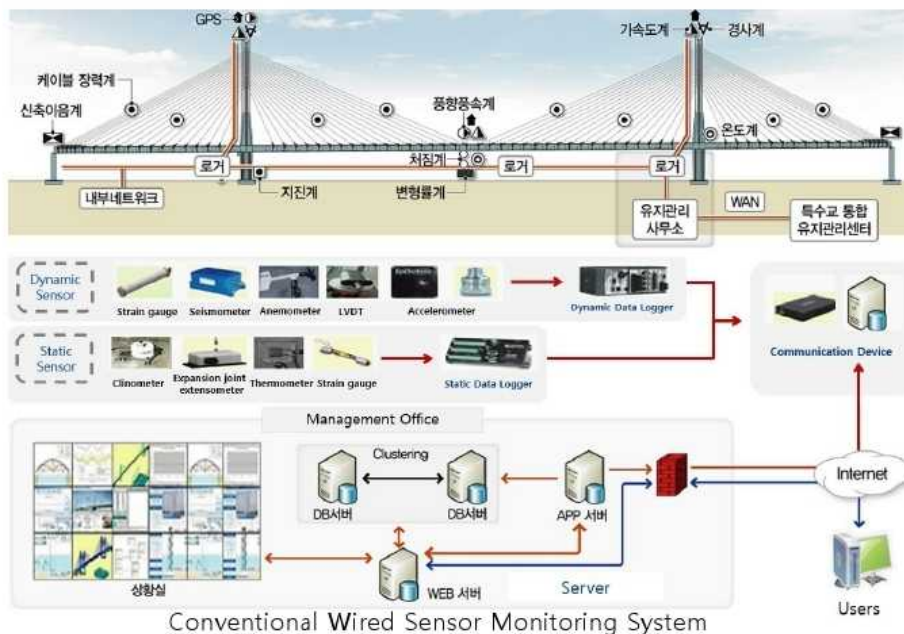 GPS
가속도계
경사계
케이블 장력계
신축이음계
풍향풍속계
온도계
로거
처짐계
로거
로거
내부네트워크
지진계
변형률계
유지관리
사무소
WAN
특수교 통합
유지관리센터
Dynamic
Sensor
Strain gauge
Seismometer
Anemometer
LVDT
Accelerometer
Dynamic Data Logger
Static
Sensor
Clinometer
Expansion joint
extensometer
Thermometer
Strain gauge
Static Data Logger
Communication Device
Management Office
Clustering
DB서버
DB서버
APP 서버
Internet
상황실
WEB 서버
Server
Users
Conventional Wired Sensor Monitoring System